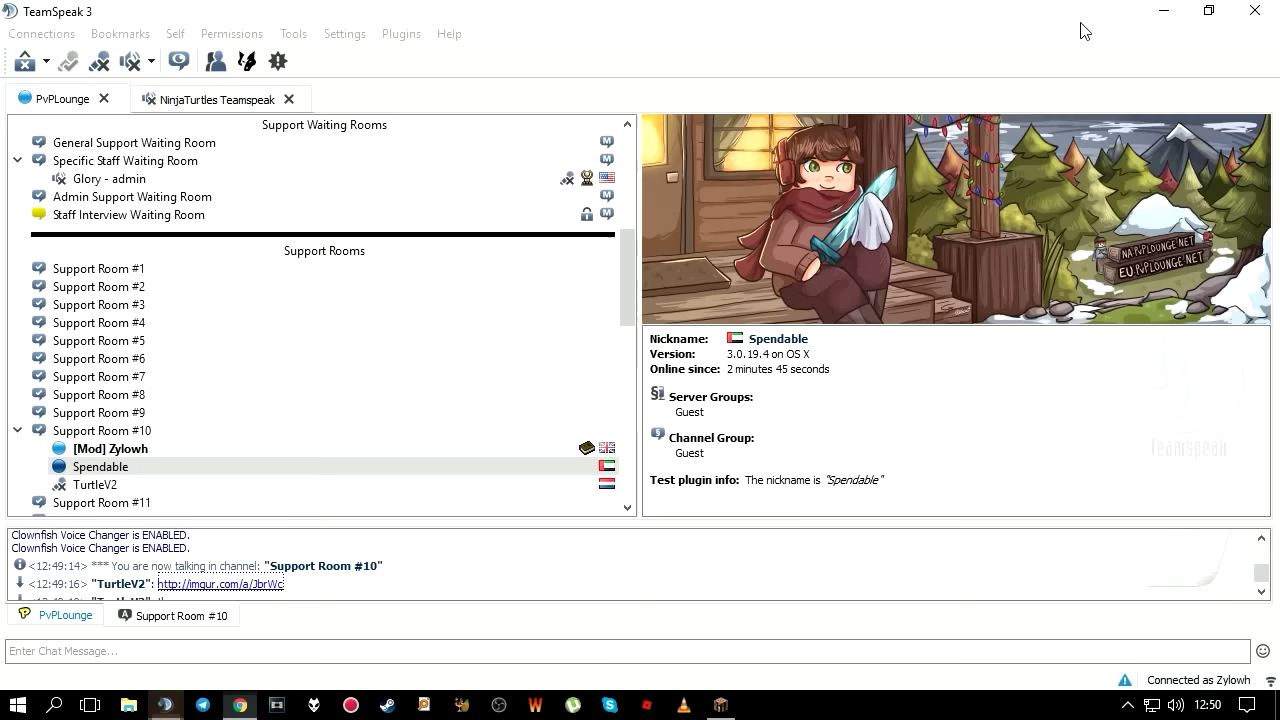 TeamSpeak 3
Connections Bookmarks Self Permissions Tools Settings Plugins Help
PvPLounge NinjaTurtles Teamspeak
Support Waiting Rooms
General Support Waiting Room
Specific Staff Waiting Room
Glory - admin
Admin Support Waiting Room
Staff Interview Waiting Room
Support Rooms
Support Room #1
Support Room #2
Support Room #3
Support Room #4
Support Room #5
Support Room #6
Support Room #7
Support Room #8
Support Room #9
Support Room #10
[Mod] Zylowh
Spendable
TurtleV2
Support Room #11
NA.PVPLOUNGE.NET
EU.PVPLOUNGE.NET
Nickname: Spendable
Version: 3.0.19.4 on OS X
Online since: 2 minutes 45 seconds
Server Groups:
Guest
Channel Group:
Guest
Test plugin info: The nickname is "Spendable"
Teamspeak
Clownfish Voice Changer is ENABLED.
Clownfish Voice Changer is ENABLED.
<12:49:14> *** You are now talking in channel: "Support Room #10"
<12:49:16> "TurtleV2": http://imgur.com/a/JbrWc
PvPLounge Support Room #10
Enter Chat Message...
Connected as Zylowh
12:50